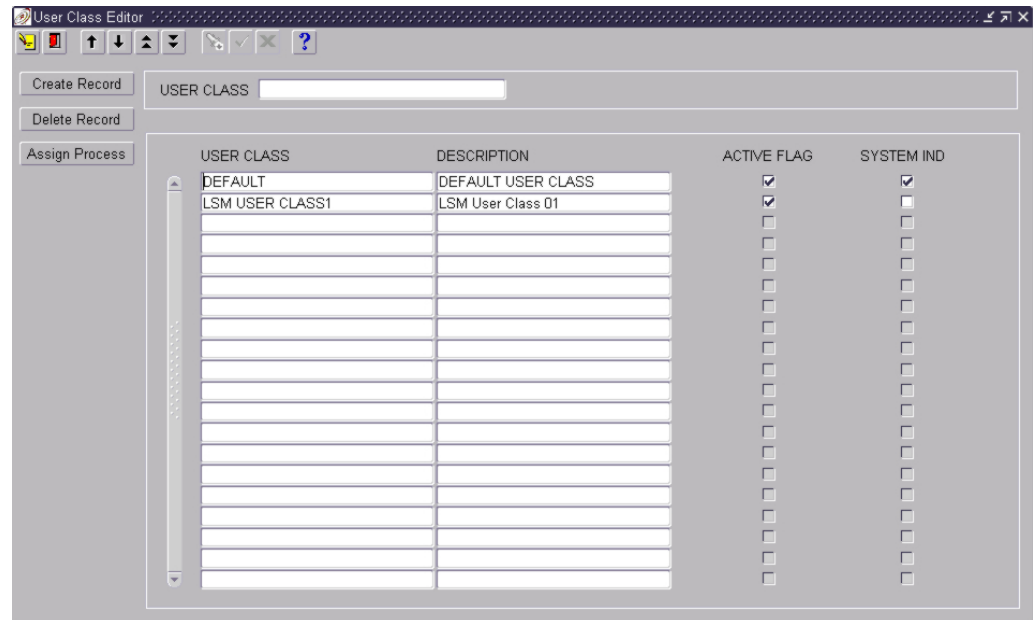 User Class Editor
?
Create Record
USER CLASS
Delete Record
Assign Process
USER CLASS DESCRIPTION ACTIVE FLAG SYSTEM IND
DEFAULT DEFAULT USER CLASS
LSM USER CLASS1 LSM User Class 01